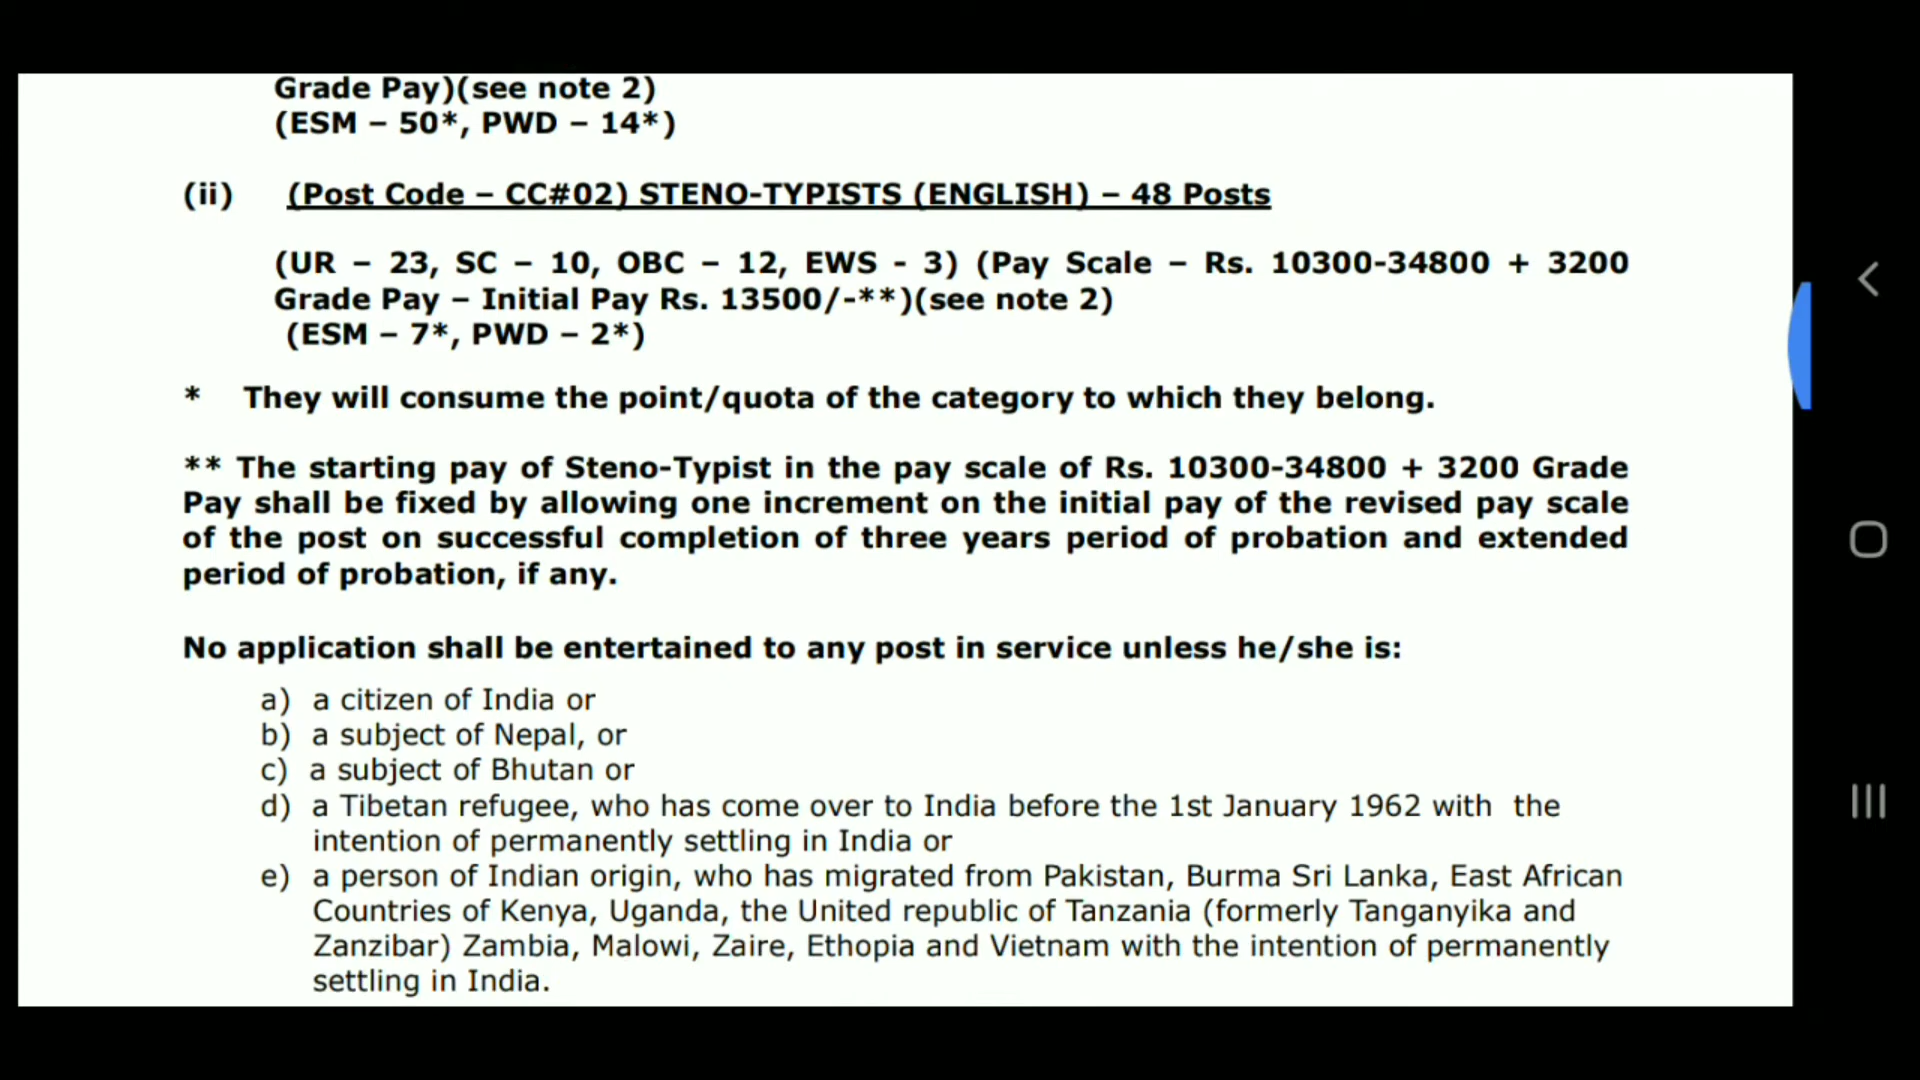 Grade Pay)(see note 2)
(ESM – 50*, PWD – 14*)
(ii) (Post Code – CC#02) STENO-TYPISTS (ENGLISH) – 48 Posts
(UR – 23, SC – 10, OBC – 12, EWS - 3) (Pay Scale – Rs. 10300-34800 + 3200
Grade Pay – Initial Pay Rs. 13500/-**)(see note 2)
(ESM – 7*, PWD – 2*)
* They will consume the point/quota of the category to which they belong.
** The starting pay of Steno-Typist in the pay scale of Rs. 10300-34800 + 3200 Grade
Pay shall be fixed by allowing one increment on the initial pay of the revised pay scale
of the post on successful completion of three years period of probation and extended
period of probation, if any.
No application shall be entertained to any post in service unless he/she is:
a) a citizen of India or
b) a subject of Nepal, or
c) a subject of Bhutan or
d) a Tibetan refugee, who has come over to India before the 1st January 1962 with the
intention of permanently settling in India or
e) a person of Indian origin, who has migrated from Pakistan, Burma Sri Lanka, East African
Countries of Kenya, Uganda, the United republic of Tanzania (formerly Tanganyika and
Zanzibar) Zambia, Malowi, Zaire, Ethopia and Vietnam with the intention of permanently
settling in India.